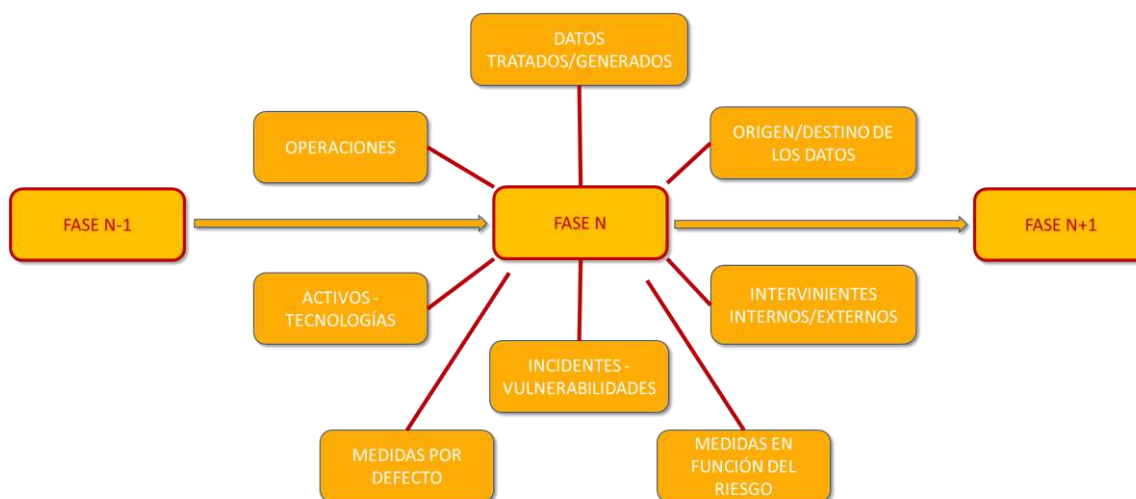 DATOS
TRATADOS/GENERADOS
OPERACIONES
ORIGEN/DESTINO DE
LOS DATOS
FASE N-1
FASE N
FASE N+1
ACTIVOS -
TECNOLOGÍAS
INTERVINIENTES
INTERNOS/EXTERNOS
INCIDENTES -
VULNERABILIDADES
MEDIDAS POR
DEFECTO
MEDIDAS EN
FUNCIÓN DEL
RIESGO